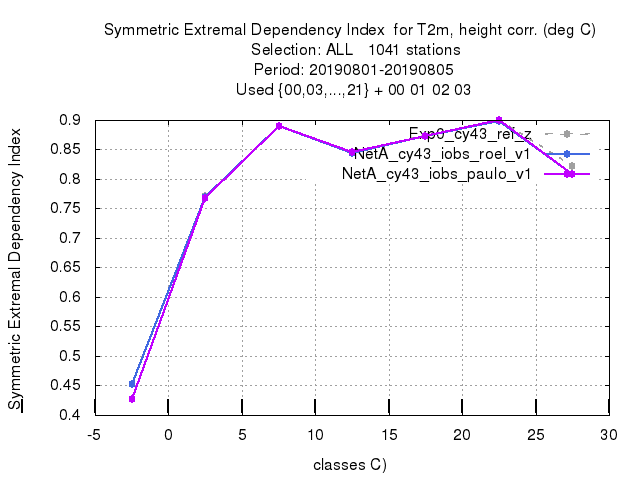 Symmetric Extremal Dependency Index  for T2m, height corr. (deg C)
Selection: ALL   1041 stations
Period: 20190801-20190805
Used {00,03,...,21} + 00 01 02 03
Symmetric Extremal Dependency Index
0.9
0.85
0.8
0.75
0.7
0.65
0.6
0.55
0.5
0.45
0.4
Exp0_cy43_ref_z
NetA_cy43_iobs_roel_v1
NetA_cy43_iobs_paulo_v1
-5 0 5 10 15 20 25 30
classes C)